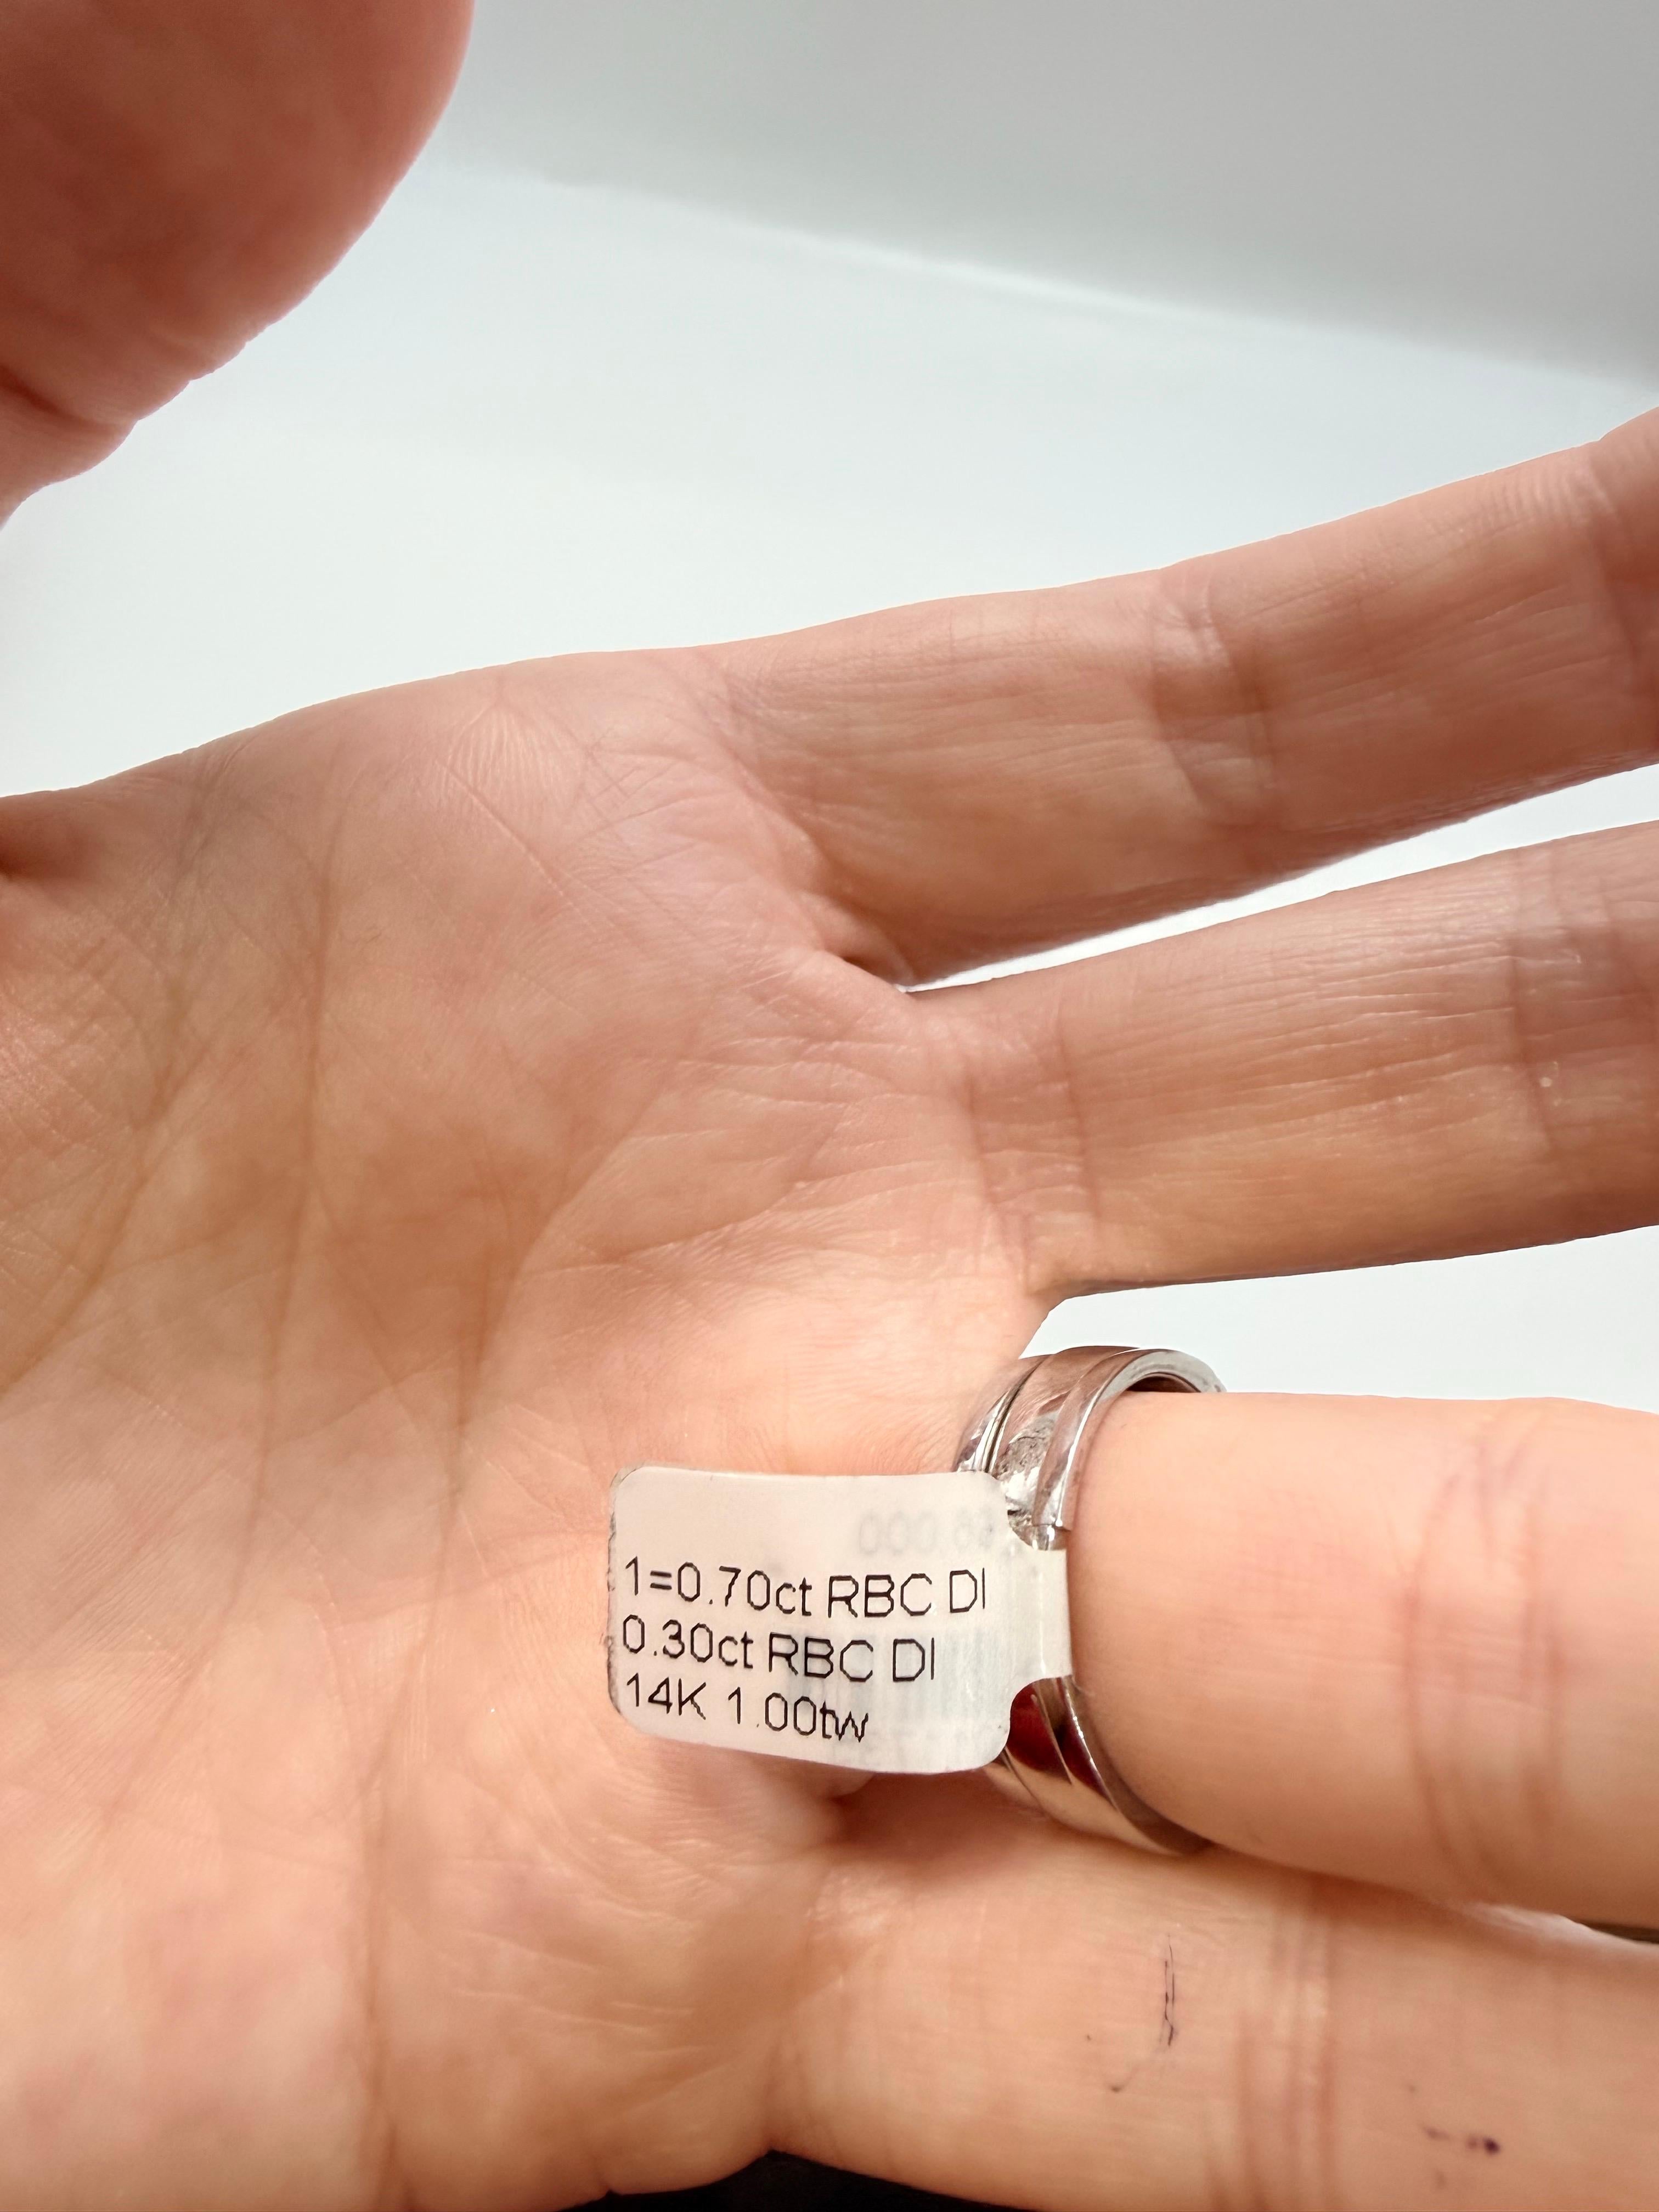 1=0.70ct RBC DI
0.30ct RBC DI
14K 1.00tw